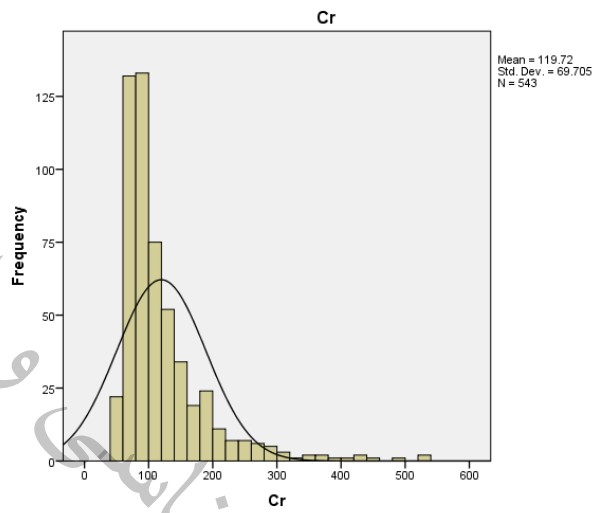 Cr
Mean = 119.72
Std. Dev. = 69.705
N = 543
Frequency
125
100
75
50
25
0
0 100 200 300 400 500 600
Cr